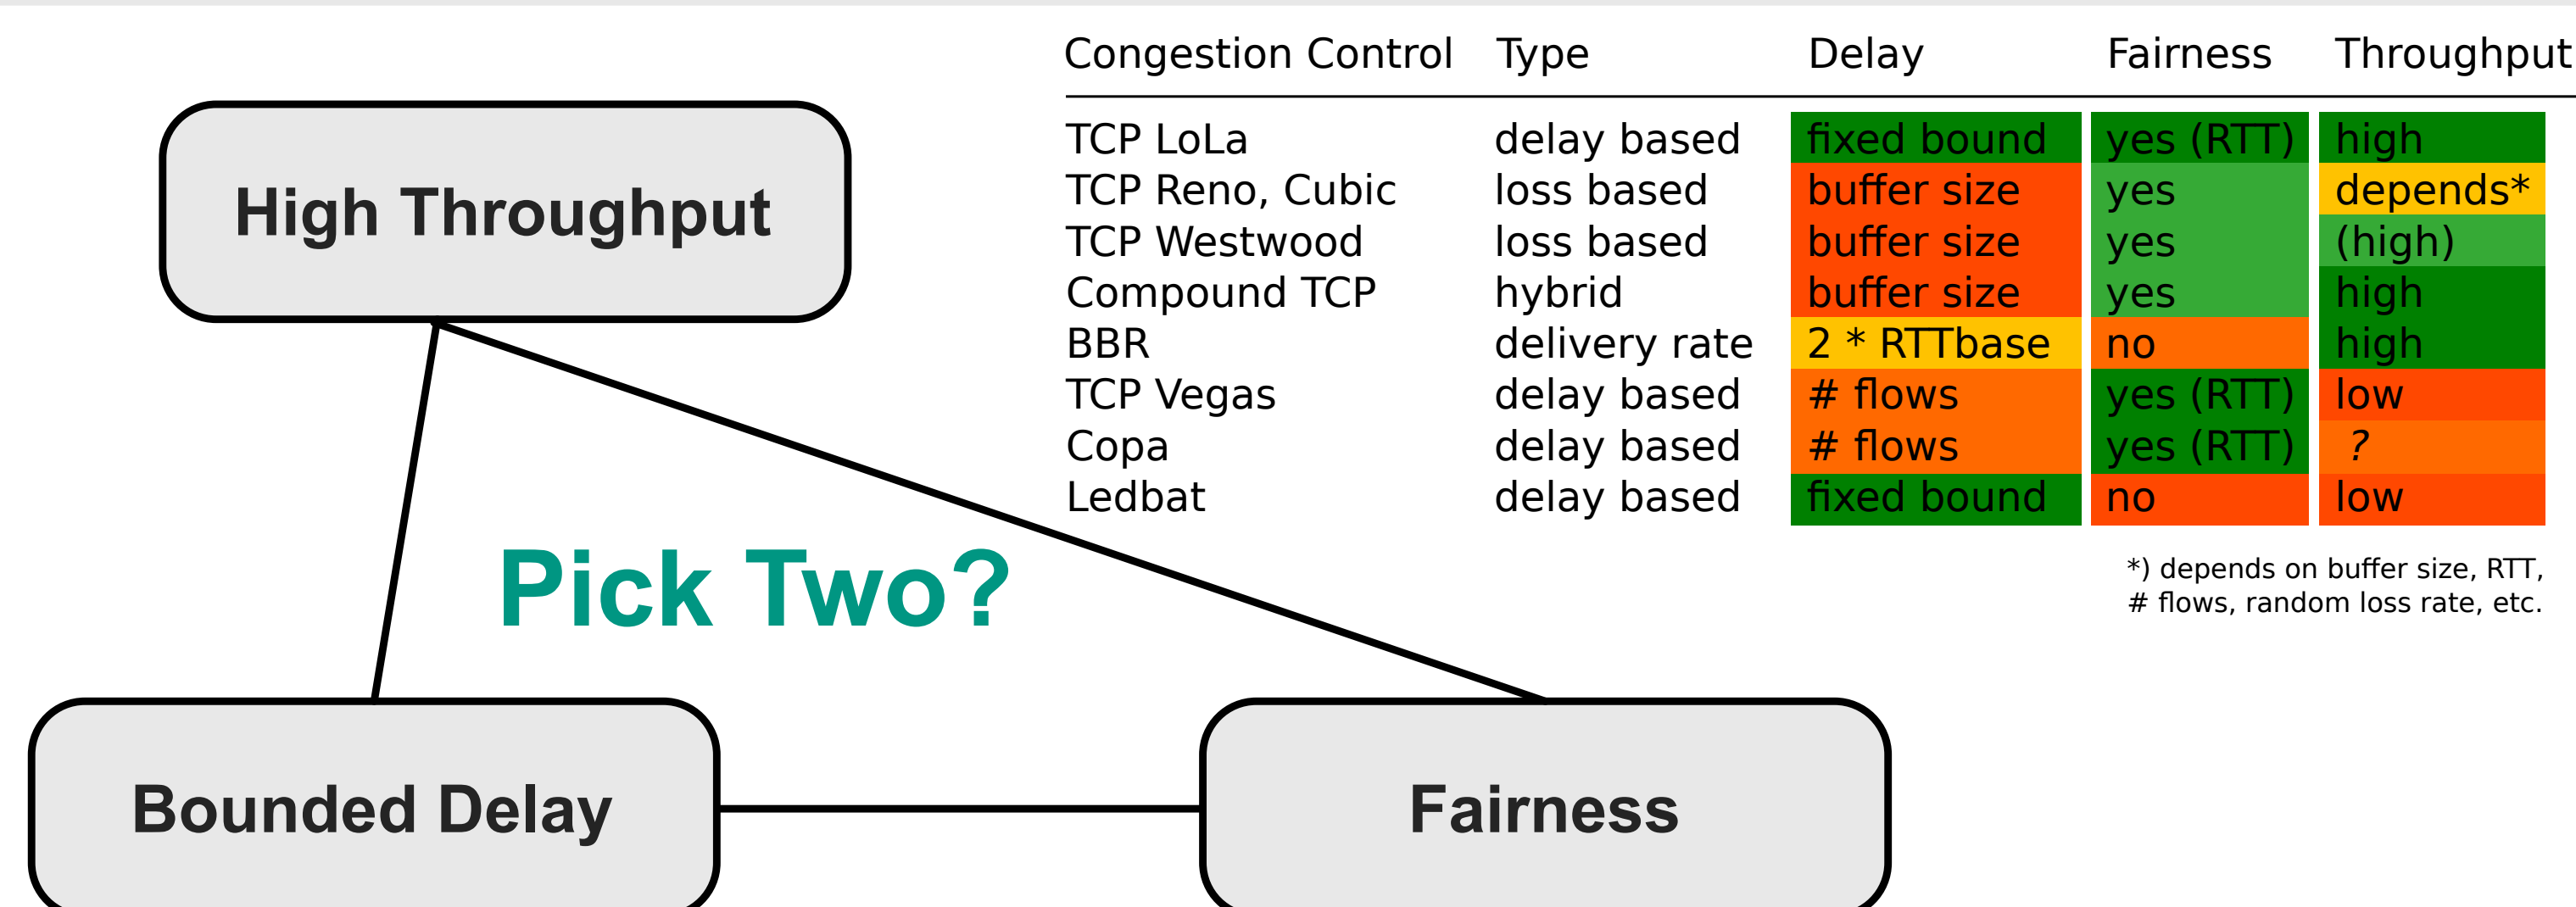 Congestion Control Type Delay Fairness Throughput
TCP LoLa delay based fixed bound yes (RTT) high
TCP Reno, Cubic loss based buffer size yes depends*
TCP Westwood loss based buffer size yes (high)
Compound TCP hybrid buffer size yes high
BBR delivery rate 2 * RTTbase no high
TCP Vegas delay based # flows yes (RTT) low
Copa delay based # flows yes (RTT) ?
Ledbat delay based fixed bound no low
*) depends on buffer size, RTT,
# flows, random loss rate, etc.
High Throughput
Pick Two?
Bounded Delay
Fairness